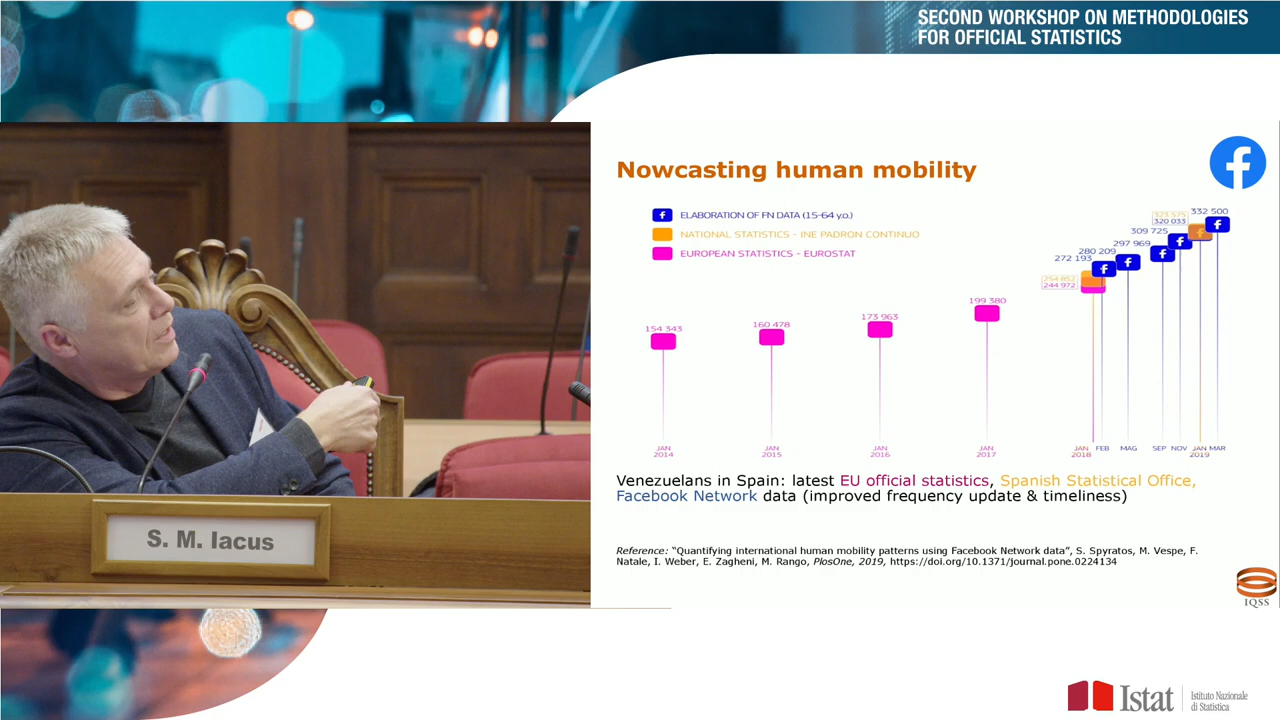 SECOND WORKSHOP ON METHODOLOGIES
FOR OFFICIAL STATISTICS
S. M. Iacus
Nowcasting human mobility
f
f ELABORATION OF FN DATA (15-64 y.o.)
NATIONAL STATISTICS - INE PADRON CONTINUO
EUROPEAN STATISTICS - EUROSTAT
154 343
160 478
173 963
199 380
254 852
244 972
272 193
280 209
297 969
309 725
323 575
320 033
332 500
JAN
2014
JAN
2015
JAN
2016
JAN
2017
JAN
2018
FEB
MAG
SEP
NOV
JAN
2019
MAR
Venezuelans in Spain: latest EU official statistics, Spanish Statistical Office,
Facebook Network data (improved frequency update & timeliness)
Reference: "Quantifying international human mobility patterns using Facebook Network data", S. Spyratos, M. Vespe, F.
Natale, I. Weber, E. Zagheni, M. Rango, PlosOne, 2019, https://doi.org/10.1371/journal.pone.0224134
IQSS
Istat
Istituto Nazionale
di Statistica